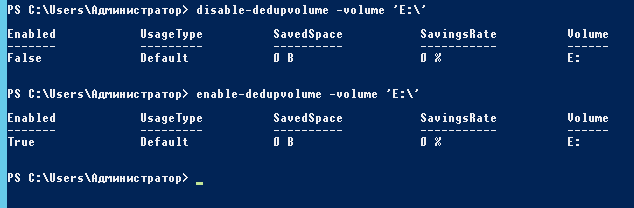 PS C:\Users\Администратор> disable-dedupvolume -volume 'E:\'
Enabled UsageType SavedSpace SavingsRate Volume
------- --------- ---------- ----------- ------
False Default 0 B 0 % E:
PS C:\Users\Администратор> enable-dedupvolume -volume 'E:\'
Enabled UsageType SavedSpace SavingsRate Volume
------- --------- ---------- ----------- ------
True Default 0 B 0 % E:
PS C:\Users\Администратор> _